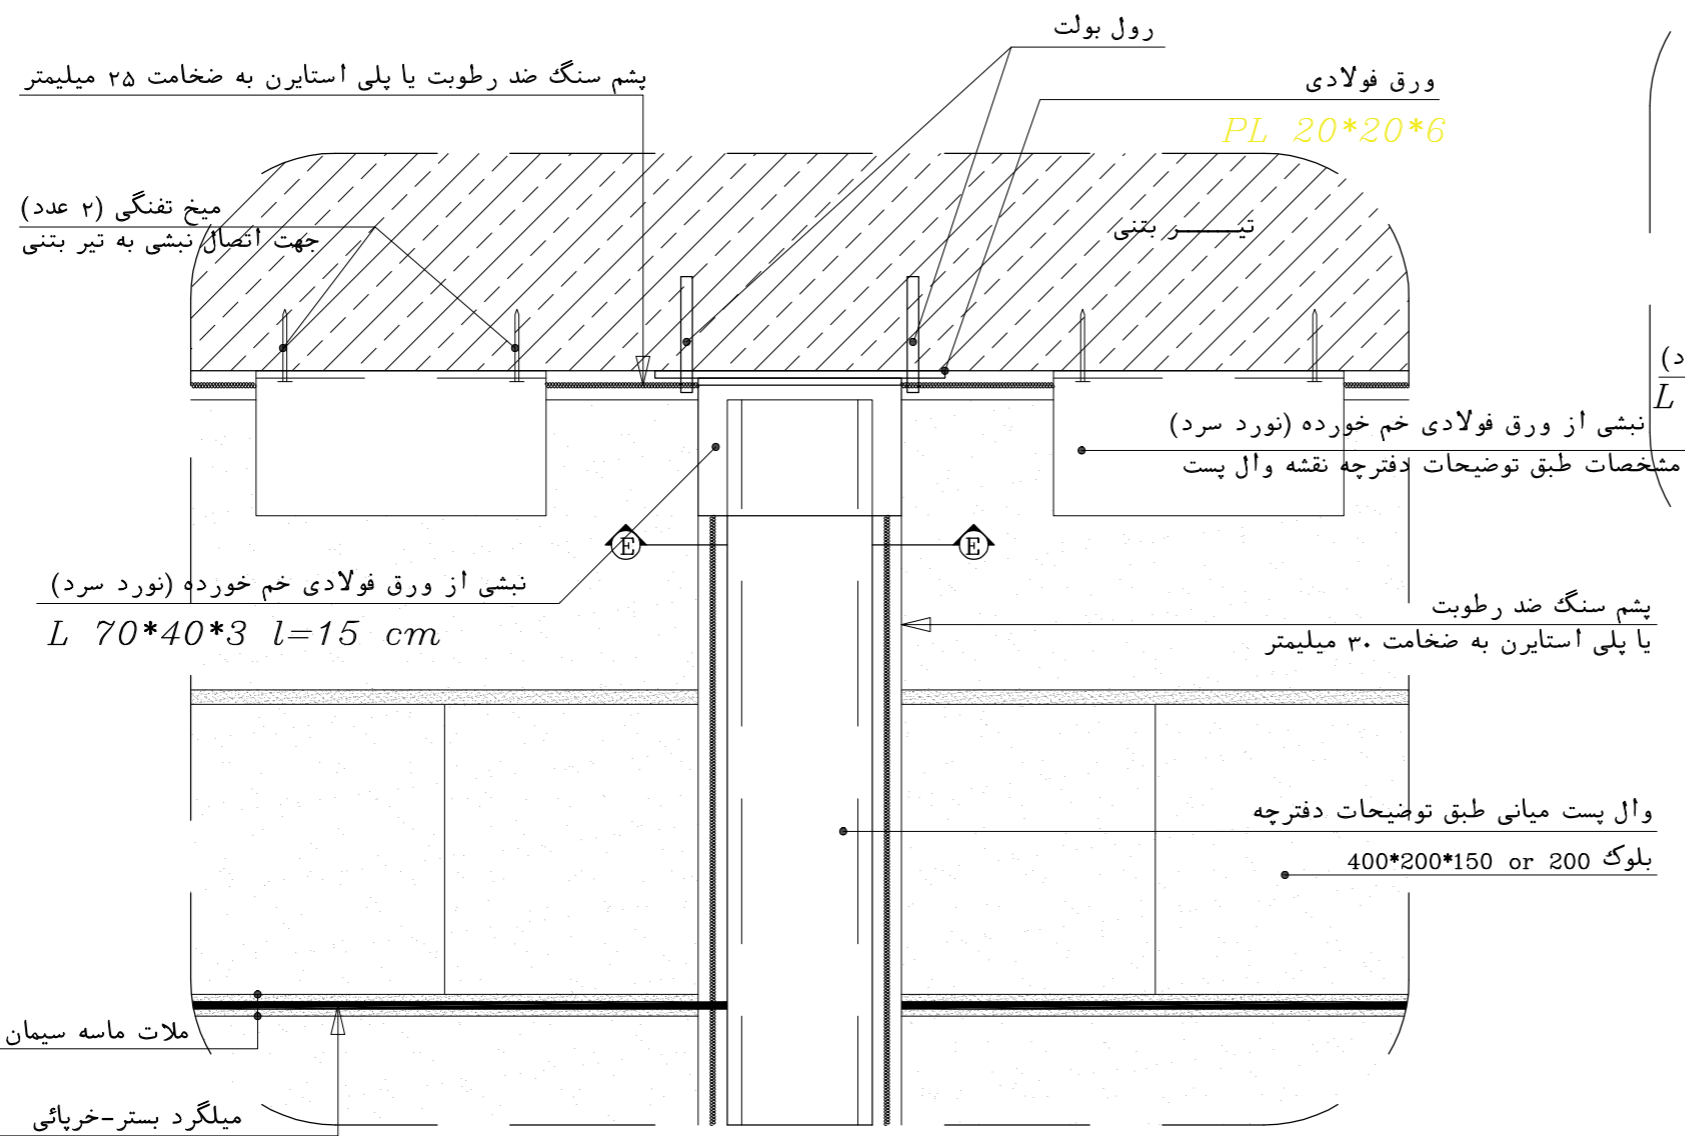 رول بولت
پشم سنگ ضد رطوبت یا پلی استایرن به ضخامت ۲۵ میلیمتر
ورق فولادی
PL 20*20*6
میخ تفنگی (۲ عدد)
جهت اتصال نبشی به تیر بتنی
تیــــر بتنی
د)
L
نبشی از ورق فولادی خم خورده (نورد سرد)
مشخصات طبق توضیحات دفترچه نقشه وال پست
E
E
نبشی از ورق فولادی خم خورده (نورد سرد)
L 70*40*3 l=15 cm
پشم سنگ ضد رطوبت
یا پلی استایرن به ضخامت ۳۰ میلیمتر
وال پست میانی طبق توضیحات دفترچه
بلوک 400*200*150 or 200
ملات ماسه سیمان
میلگرد بستر-خرپائی